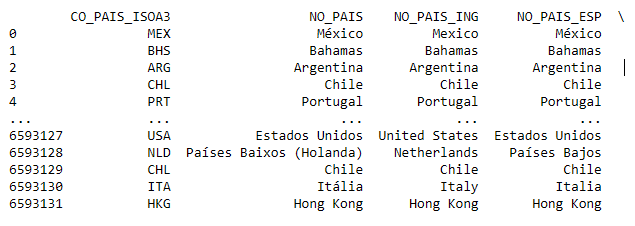 CO_PAIS_ISOA3 NO_PAIS NO_PAIS_ING NO_PAIS_ESP \
0 MEX México Mexico México
1 BHS Bahamas Bahamas Bahamas
2 ARG Argentina Argentina Argentina
3 CHL Chile Chile Chile
4 PRT Portugal Portugal Portugal
... ... ... ... ...
6593127 USA Estados Unidos United States Estados Unidos
6593128 NLD Países Baixos (Holanda) Netherlands Países Bajos
6593129 CHL Chile Chile Chile
6593130 ITA Itália Italy Italia
6593131 HKG Hong Kong Hong Kong Hong Kong